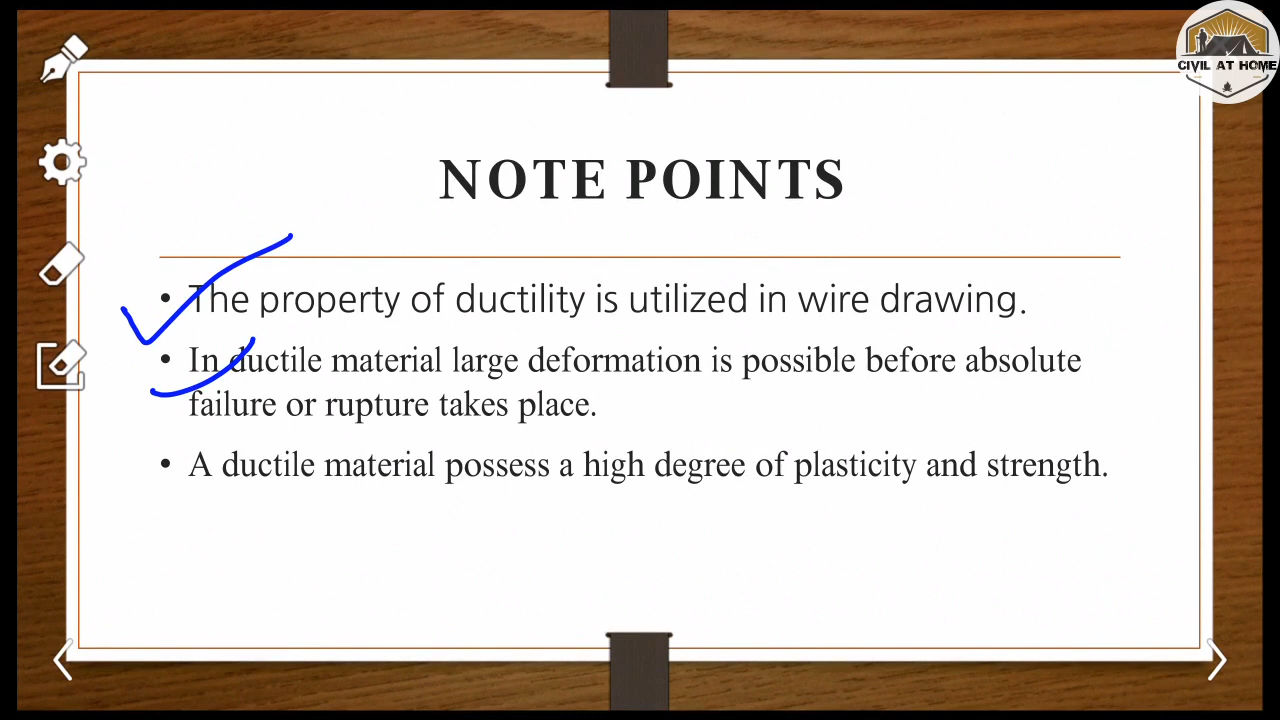 CIVIL AT HOME
NOTE POINTS
• The property of ductility is utilized in wire drawing.
• In ductile material large deformation is possible before absolute
failure or rupture takes place.
• A ductile material possess a high degree of plasticity and strength.